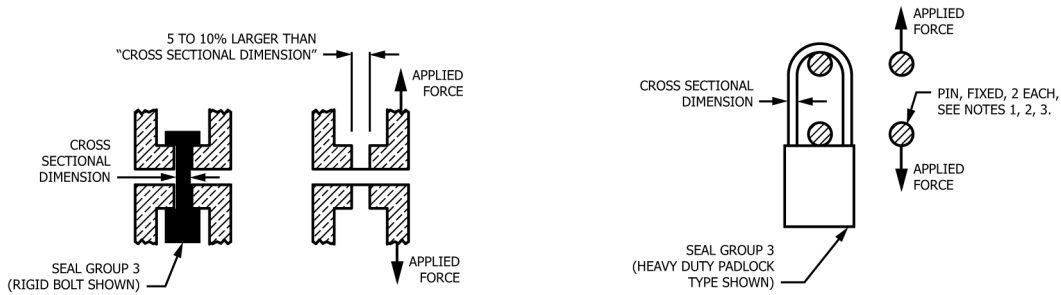 5 TO 10% LARGER THAN
“CROSS SECTIONAL DIMENSION”
APPLIED
FORCE
CROSS
SECTIONAL
DIMENSION
SEAL GROUP 3
(RIGID BOLT SHOWN)
APPLIED
FORCE
APPLIED
FORCE
CROSS SECTIONAL
DIMENSION
PIN, FIXED, 2 EACH,
SEE NOTES 1, 2, 3.
APPLIED
FORCE
SEAL GROUP 3
(HEAVY DUTY PADLOCK
TYPE SHOWN)